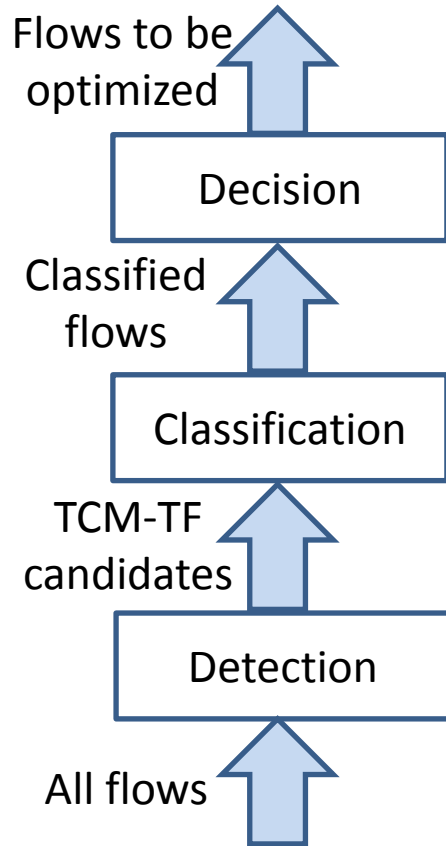 Flows to be
optimized
Decision
Classified
flows
Classification
TCM-TF
candidates
Detection
All flows